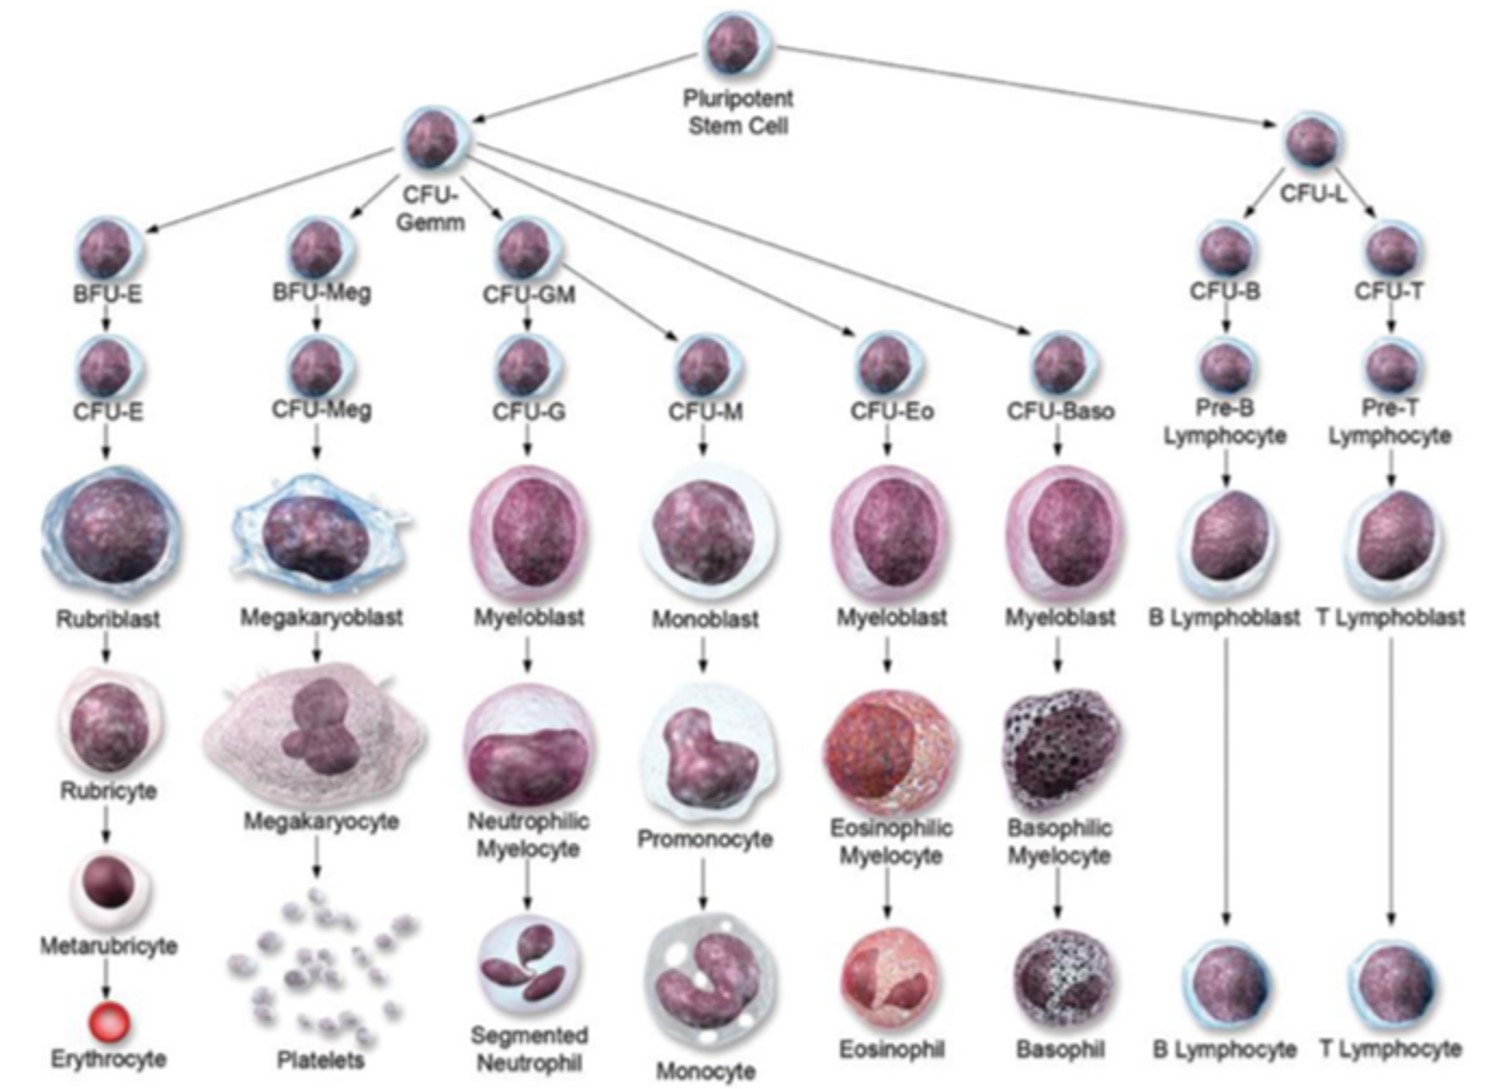 Pluripotent
Stem Cell
CFU-
Gemm
CFU-L
BFU-E
BFU-Meg
CFU-GM
CFU-B
CFU-T
CFU-E
CFU-Meg
CFU-G
CFU-M
CFU-Eo
CFU-Baso
Pre-B
Lymphocyte
Pre-T
Lymphocyte
Rubriblast
Megakaryoblast
Myeloblast
Monoblast
Myeloblast
Myeloblast
B Lymphoblast
T Lymphoblast
Rubricyte
Megakaryocyte
Neutrophilic
Myelocyte
Promonocyte
Eosinophilic
Myelocyte
Basophilic
Myelocyte
Metarubricyte
Erythrocyte
Platelets
Segmented
Neutrophil
Monocyte
Eosinophil
Basophil
B Lymphocyte
T Lymphocyte